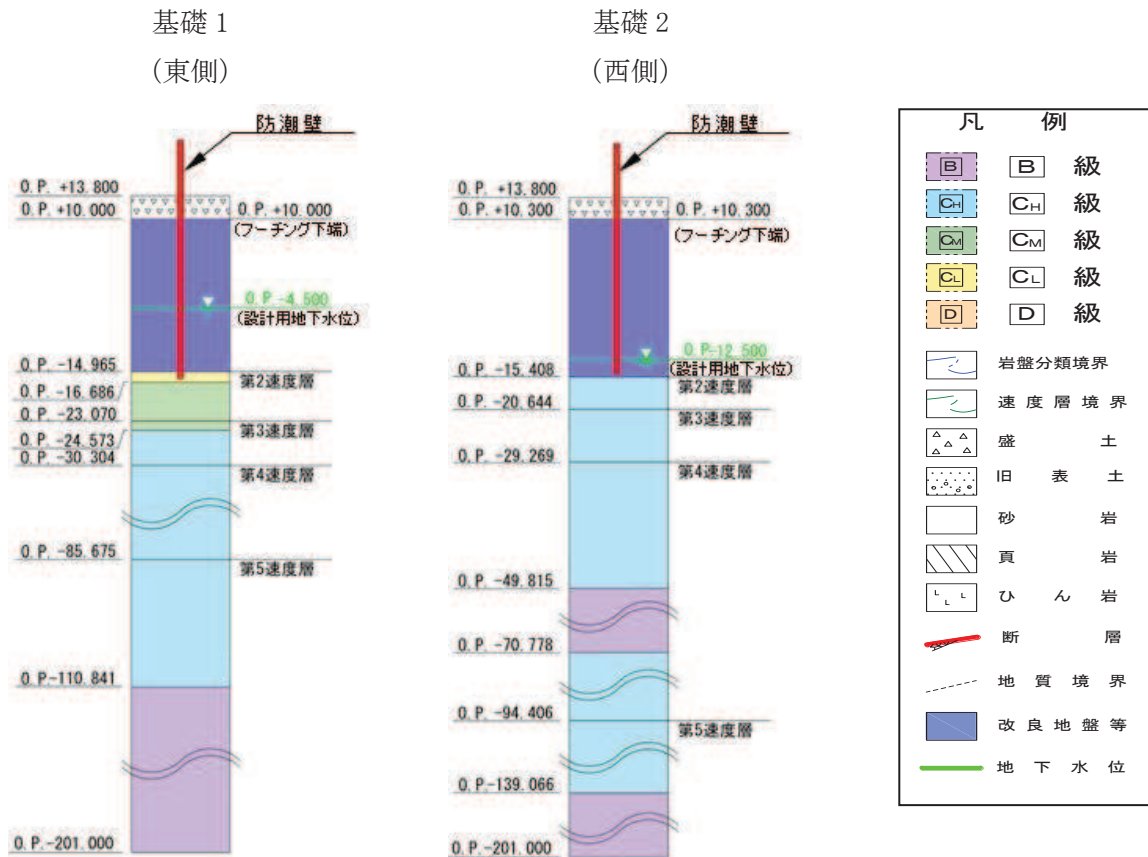 基礎1
(東側)
防潮壁
O.P. +13.800
O.P. +10.000
O.P. +10.000
(フーチング下端)
O.P. -4.500
(設計用地下水位)
O.P. -14.965
第2速度層
O.P. -16.686
O.P. -23.070
第3速度層
O.P. -24.573
O.P. -30.304
第4速度層
O.P. -85.675
第5速度層
O.P.-110.841
O.P.-201.000
基礎2
(西側)
防潮壁
O.P. +13.800
O.P. +10.300
O.P. +10.300
(フーチング下端)
O.P-12.500
(設計用地下水位)
O.P. -15.408
第2速度層
O.P. -20.644
第3速度層
O.P. -29.269
第4速度層
O.P. -49.815
O.P. -70.778
O.P. -94.406
第5速度層
O.P.-139.066
O.P.-201.000
凡例
B B 級
CH CH 級
CM CM 級
CL CL 級
D D 級
岩盤分類境界
速度層境界
盛土
旧表土
砂岩
頁岩
ひん岩
断層
地質境界
改良地盤等
地下水位